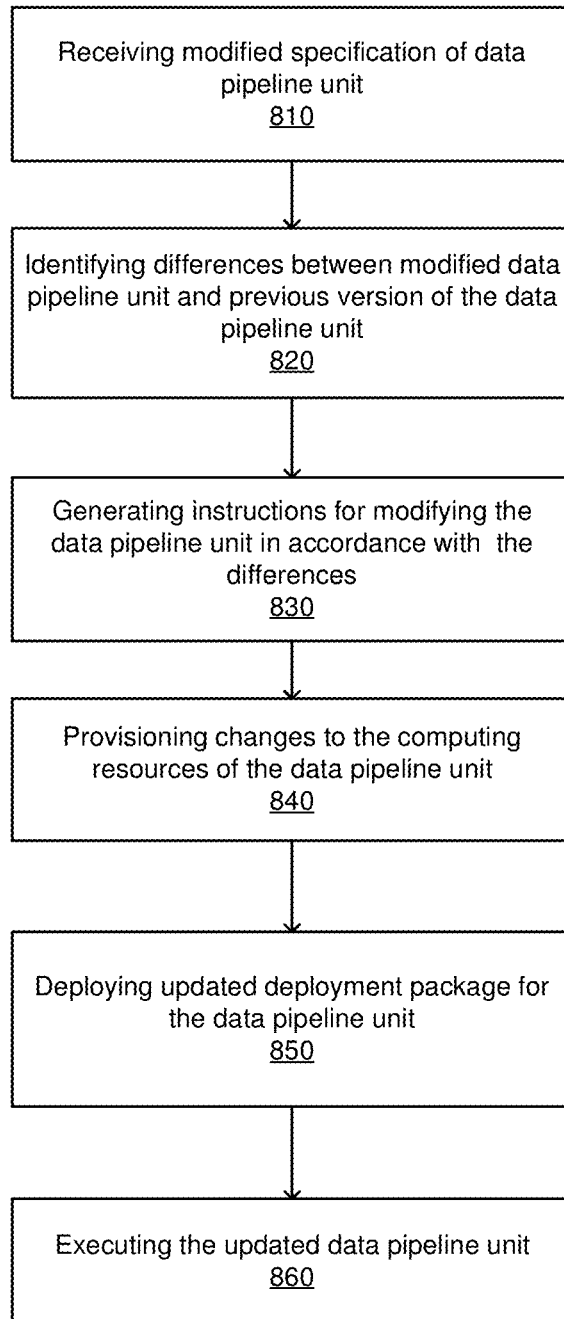 Receiving modified specification of data
pipeline unit
810
Identifying differences between modified data
pipeline unit and previous version of the data
pipeline unit
820
Generating instructions for modifying the
data pipeline unit in accordance with the
differences
830
Provisioning changes to the computing
resources of the data pipeline unit
840
Deploying updated deployment package for
the data pipeline unit
850
Executing the updated data pipeline unit
860